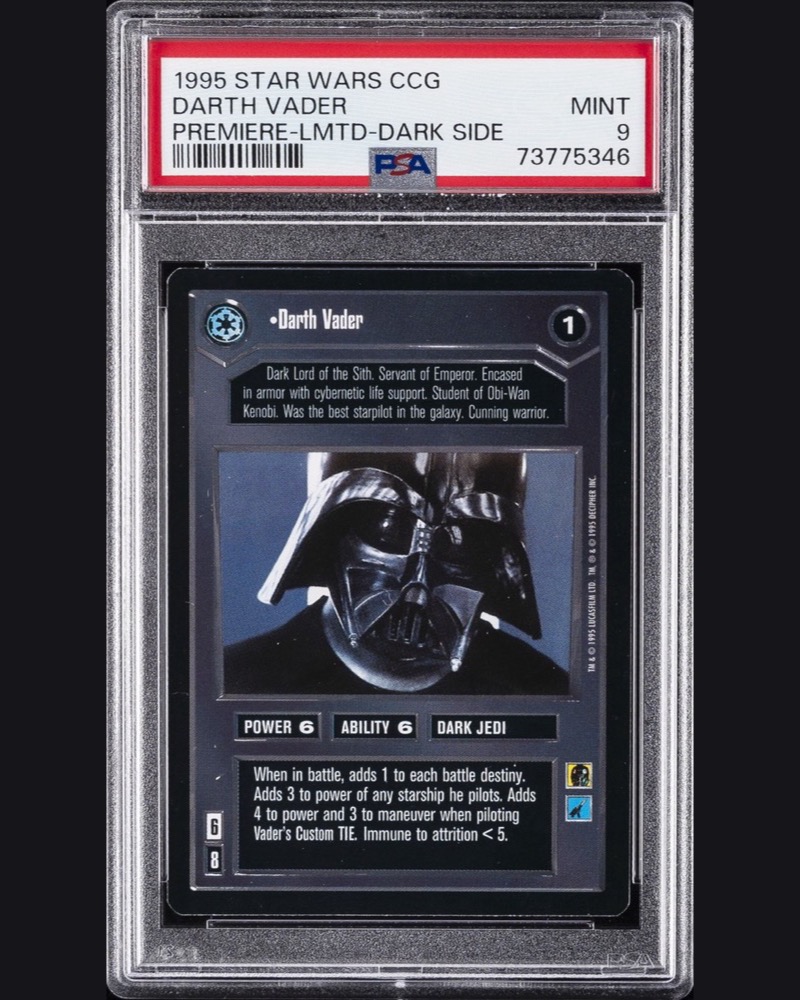 1995 STAR WARS CCG
DARTH VADER MINT
PREMIERE-LMTD-DARK SIDE 9
PSA 73775346
•Darth Vader 1
Dark Lord of the Sith. Servant of Emperor. Encased
in armor with cybernetic life support. Student of Obi-Wan
Kenobi. Was the best starpilot in the galaxy. Cunning warrior.
TM & © 1995 LUCASFILM LTD. TM, ® & © 1995 DECIPHER INC.
POWER 6 ABILITY 6 DARK JEDI
When in battle, adds 1 to each battle destiny.
Adds 3 to power of any starship he pilots. Adds
4 to power and 3 to maneuver when piloting
Vader's Custom TIE. Immune to attrition < 5.
6
8
PSA